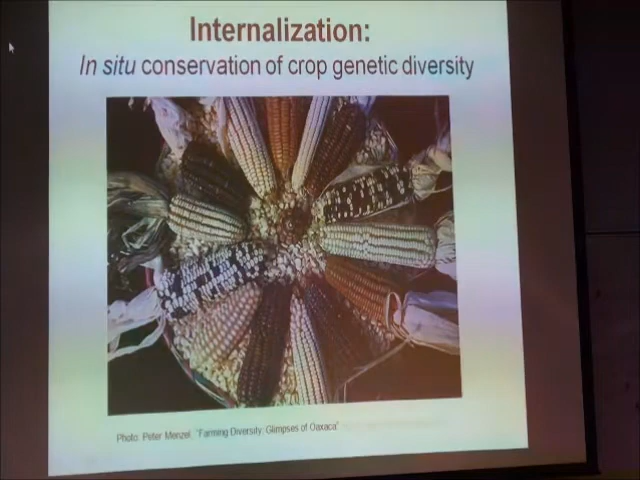 Internalization:
In situ conservation of crop genetic diversity
Photo: Peter Menzel, "Farming Diversity: Glimpses of Oaxaca"